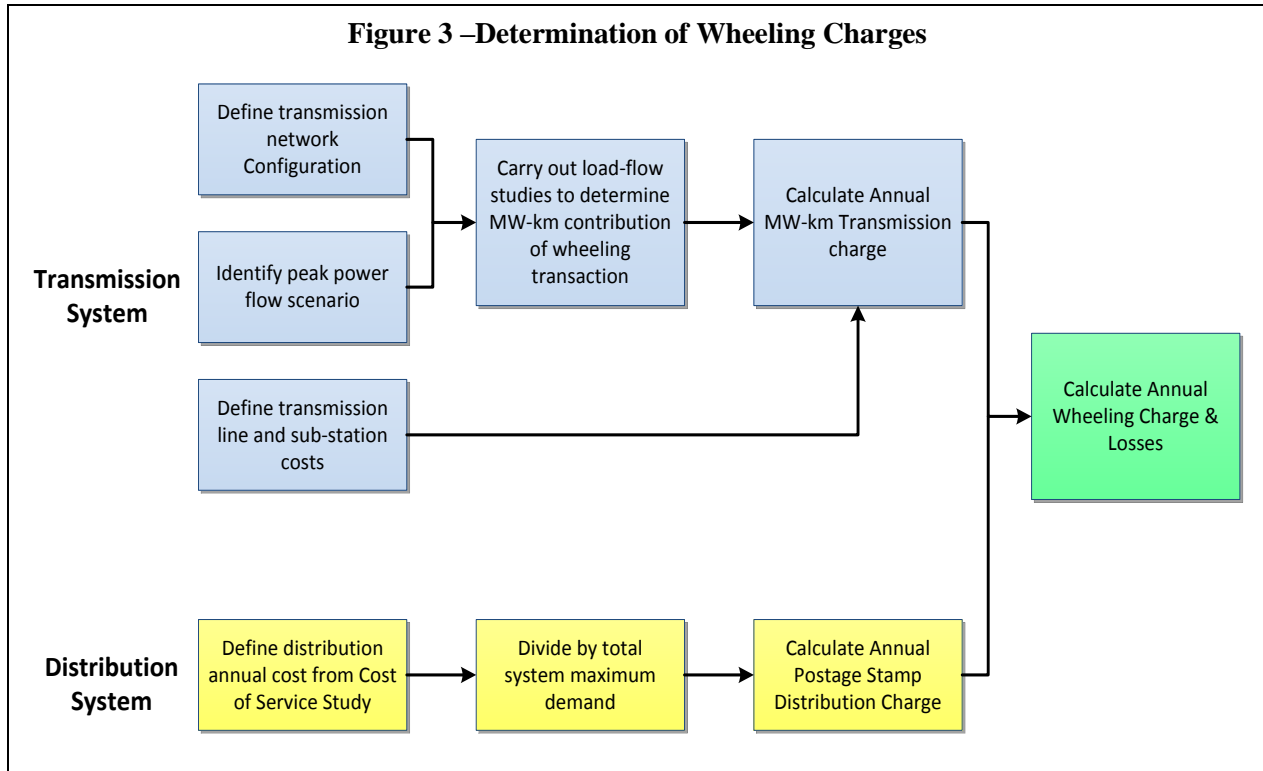 Figure 3 –Determination of Wheeling Charges
Define transmission
network
Configuration
Carry out load-flow
studies to determine
MW-km contribution
of wheeling
transaction
Calculate Annual
MW-km Transmission
charge
Transmission
System
Identify peak power
flow scenario
Define transmission
line and sub-station
costs
Calculate Annual
Wheeling Charge &
Losses
Distribution
System
Define distribution
annual cost from Cost
of Service Study
Divide by total
system maximum
demand
Calculate Annual
Postage Stamp
Distribution Charge